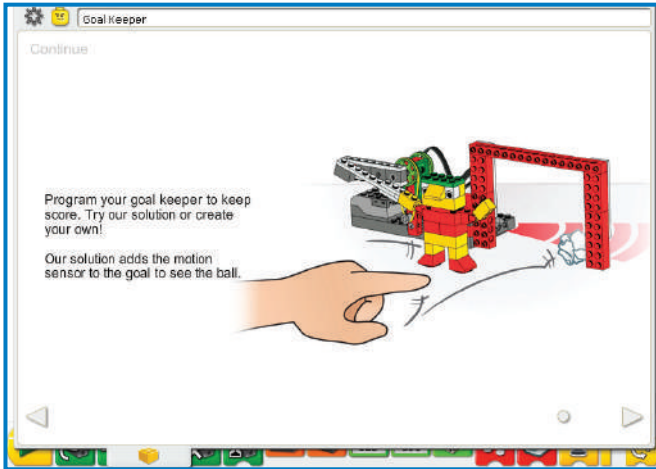 Goal Keeper
Continue
Program your goal keeper to keep
score. Try our solution or create
your own!
Our solution adds the motion
sensor to the goal to see the ball.